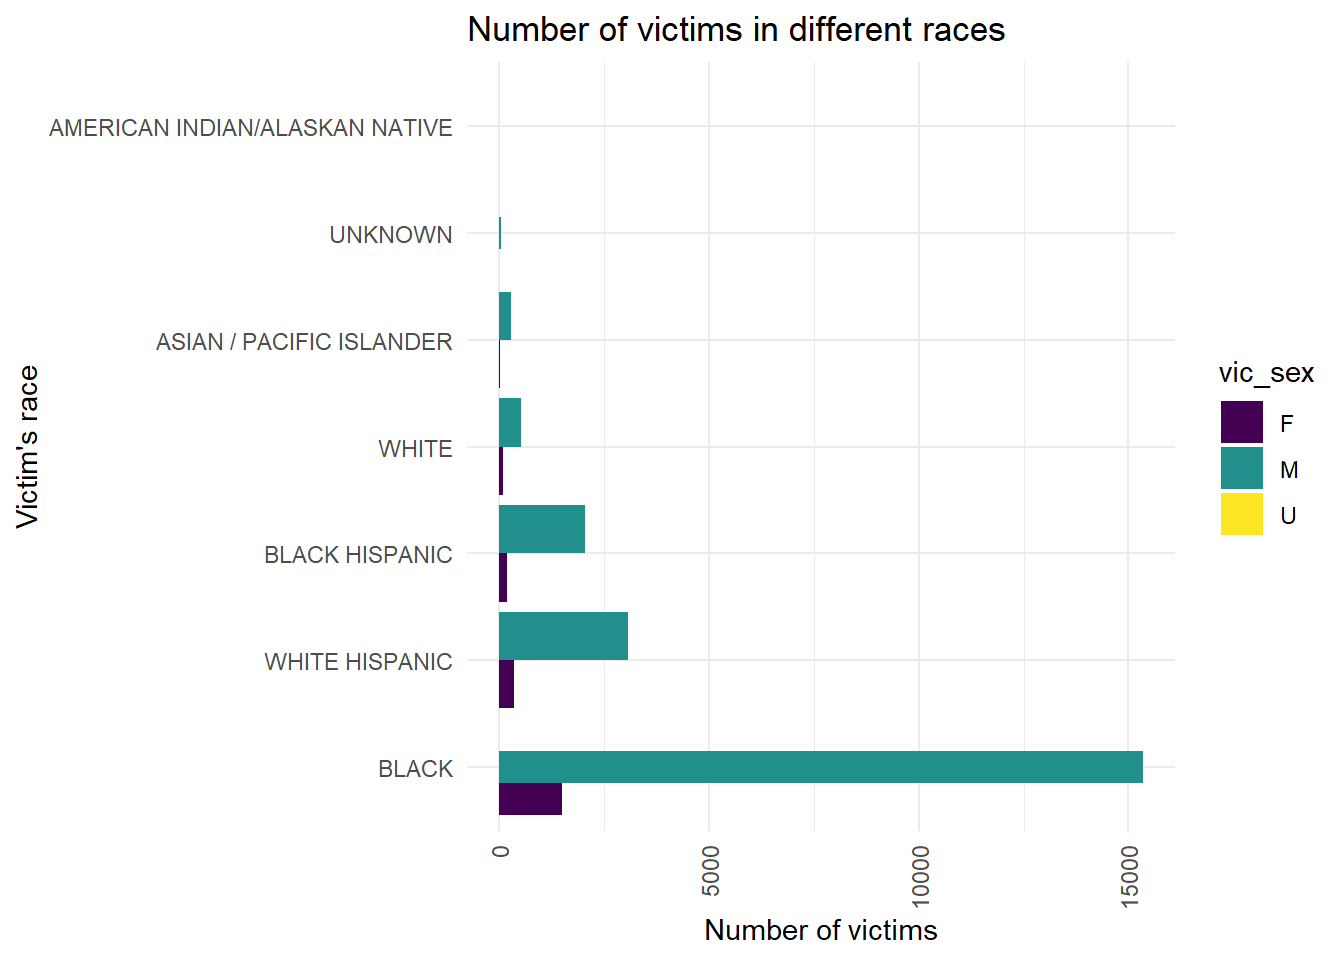 Number of victims in different races
AMERICAN INDIAN/ALASKAN NATIVE
UNKNOWN
ASIAN / PACIFIC ISLANDER
WHITE
BLACK HISPANIC
WHITE HISPANIC
BLACK
Victim's race
0
5000
10000
15000
Number of victims
vic_sex
F
M
U